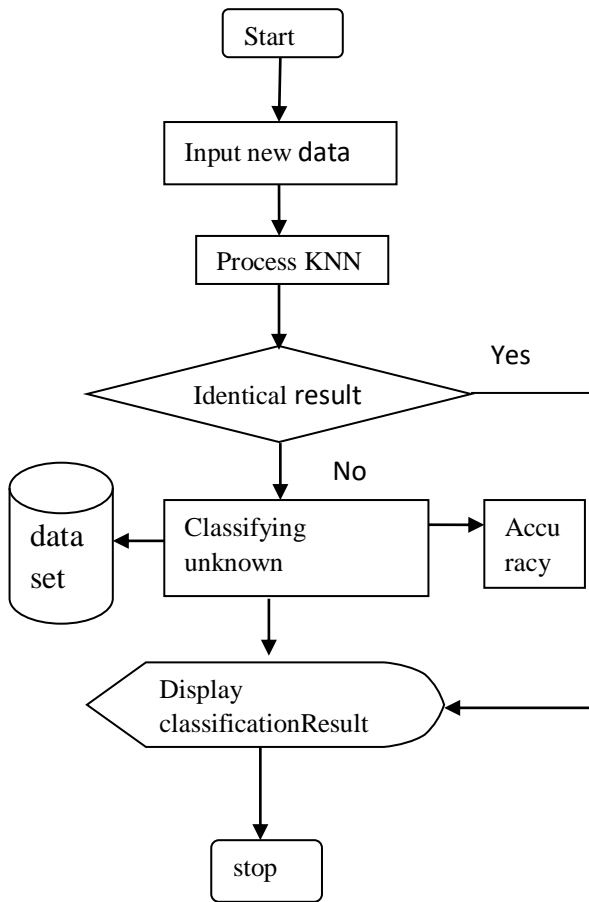 Start
Input new data
Process KNN
Identical result
Yes
No
data
set
Classifying
unknown
Accu
racy
Display
classificationResult
stop